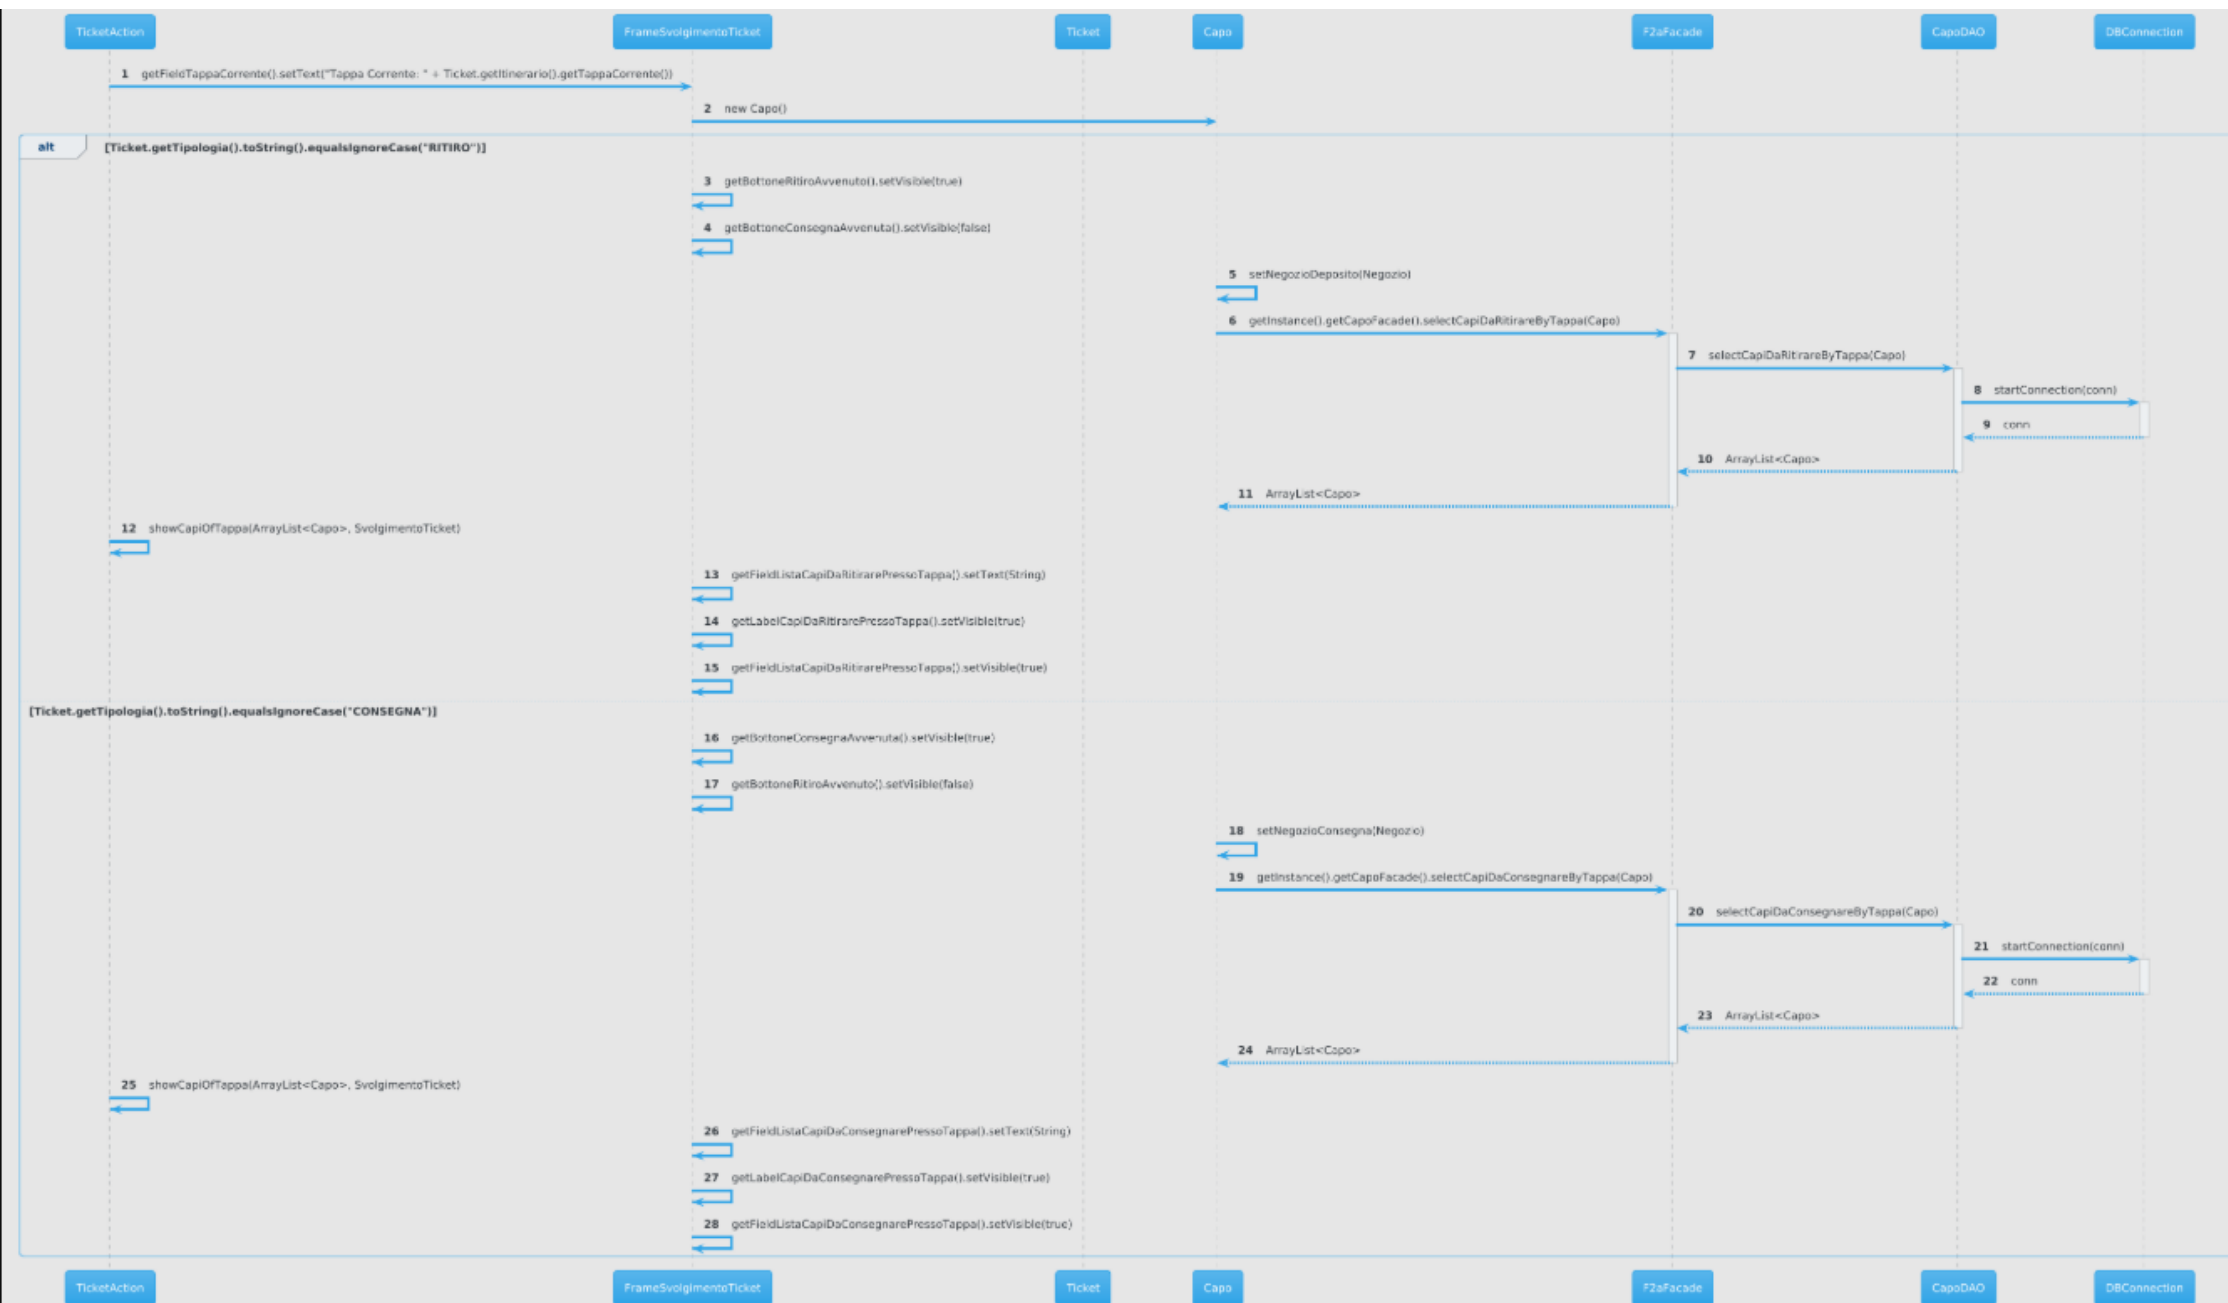 TicketAction FrameSvolgimentoTicket Ticket Capo F2aFacade CapoDAO DBConnection
1 getFieldTappaCorrente().setText("Tappa Corrente: " + Ticket.getItinerario().getTappaCorrente())
2 new Capo()
alt [Ticket.getTipologia().toString().equalsIgnoreCase("RITIRO")]
3 getBottoneRitiroAvvenuto().setVisible(true)
4 getBottoneConsegnaAvvenuta().setVisible(false)
5 setNegozioDeposito(Negozio)
6 getInstance().getCapoFacade().selectCapiDaRitirareByTappa(Capo)
7 selectCapiDaRitirareByTappa(Capo)
8 startConnection(conn)
9 conn
10 ArrayList<Capo>
11 ArrayList<Capo>
12 showCapiOfTappa(ArrayList<Capo>, SvolgimentoTicket)
13 getFieldListaCapiDaRitirarePressoTappa().setText(String)
14 getLabelCapiDaRitirarePressoTappa().setVisible(true)
15 getFieldListaCapiDaRitirarePressoTappa().setVisible(true)
[Ticket.getTipologia().toString().equalsIgnoreCase("CONSEGNA")]
16 getBottoneConsegnaAvvenuta().setVisible(true)
17 getBottoneRitiroAvvenuto().setVisible(false)
18 setNegozioConsegna(Negozio)
19 getInstance().getCapoFacade().selectCapiDaConsegnareByTappa(Capo)
20 selectCapiDaConsegnareByTappa(Capo)
21 startConnection(conn)
22 conn
23 ArrayList<Capo>
24 ArrayList<Capo>
25 showCapiOfTappa(ArrayList<Capo>, SvolgimentoTicket)
26 getFieldListaCapiDaConsegnarePressoTappa().setText(String)
27 getLabelCapiDaConsegnarePressoTappa().setVisible(true)
28 getFieldListaCapiDaConsegnarePressoTappa().setVisible(true)
TicketAction FrameSvolgimentoTicket Ticket Capo F2aFacade CapoDAO DBConnection